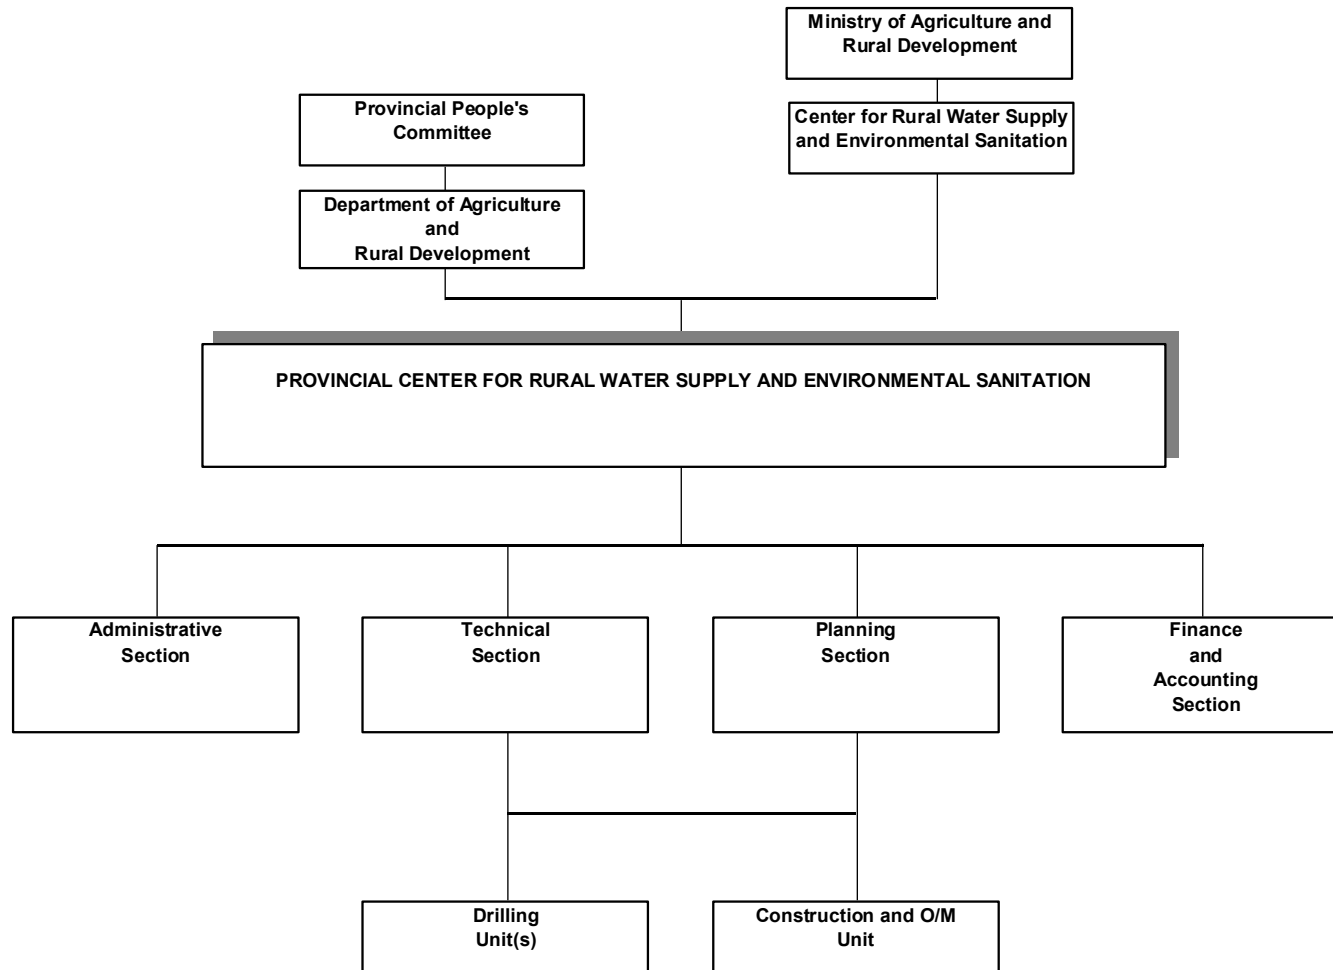 Ministry of Agriculture and
Rural Development
Provincial People's
Committee
Center for Rural Water Supply
and Environmental Sanitation
Department of Agriculture
and
Rural Development
PROVINCIAL CENTER FOR RURAL WATER SUPPLY AND ENVIRONMENTAL SANITATION
Administrative
Section
Technical
Section
Planning
Section
Finance
and
Accounting
Section
Drilling
Unit(s)
Construction and O/M
Unit